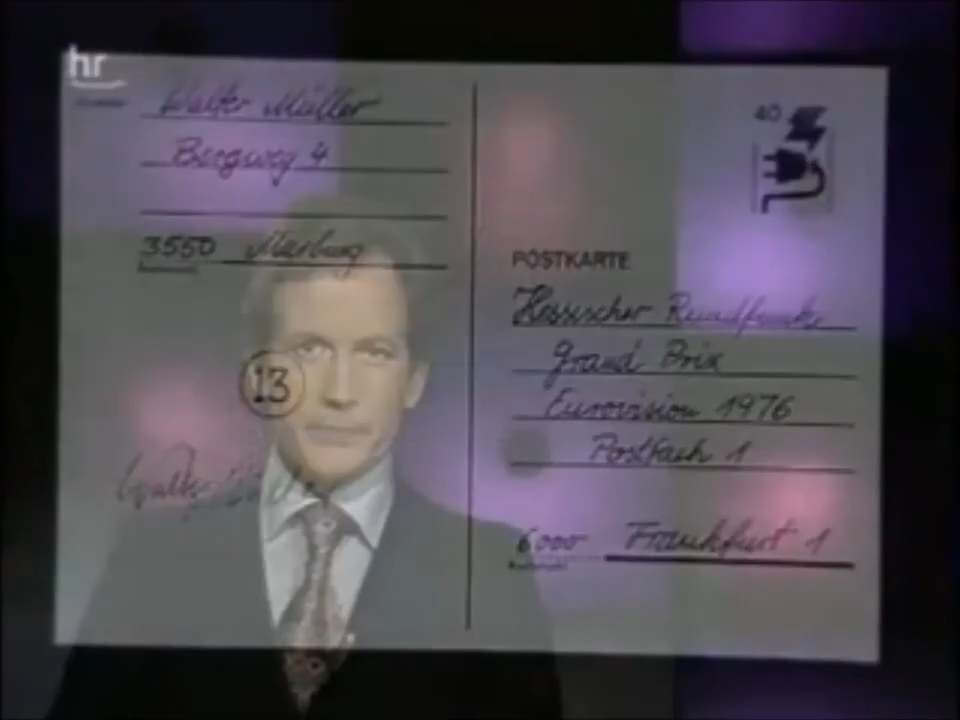 hr
Walter Müller
Bergweg 4
3550 Marburg
13
40
POSTKARTE
Hessischer Rundfunk
Grand Prix
Eurovision 1976
Postfach 1
6000 Frankfurt 1